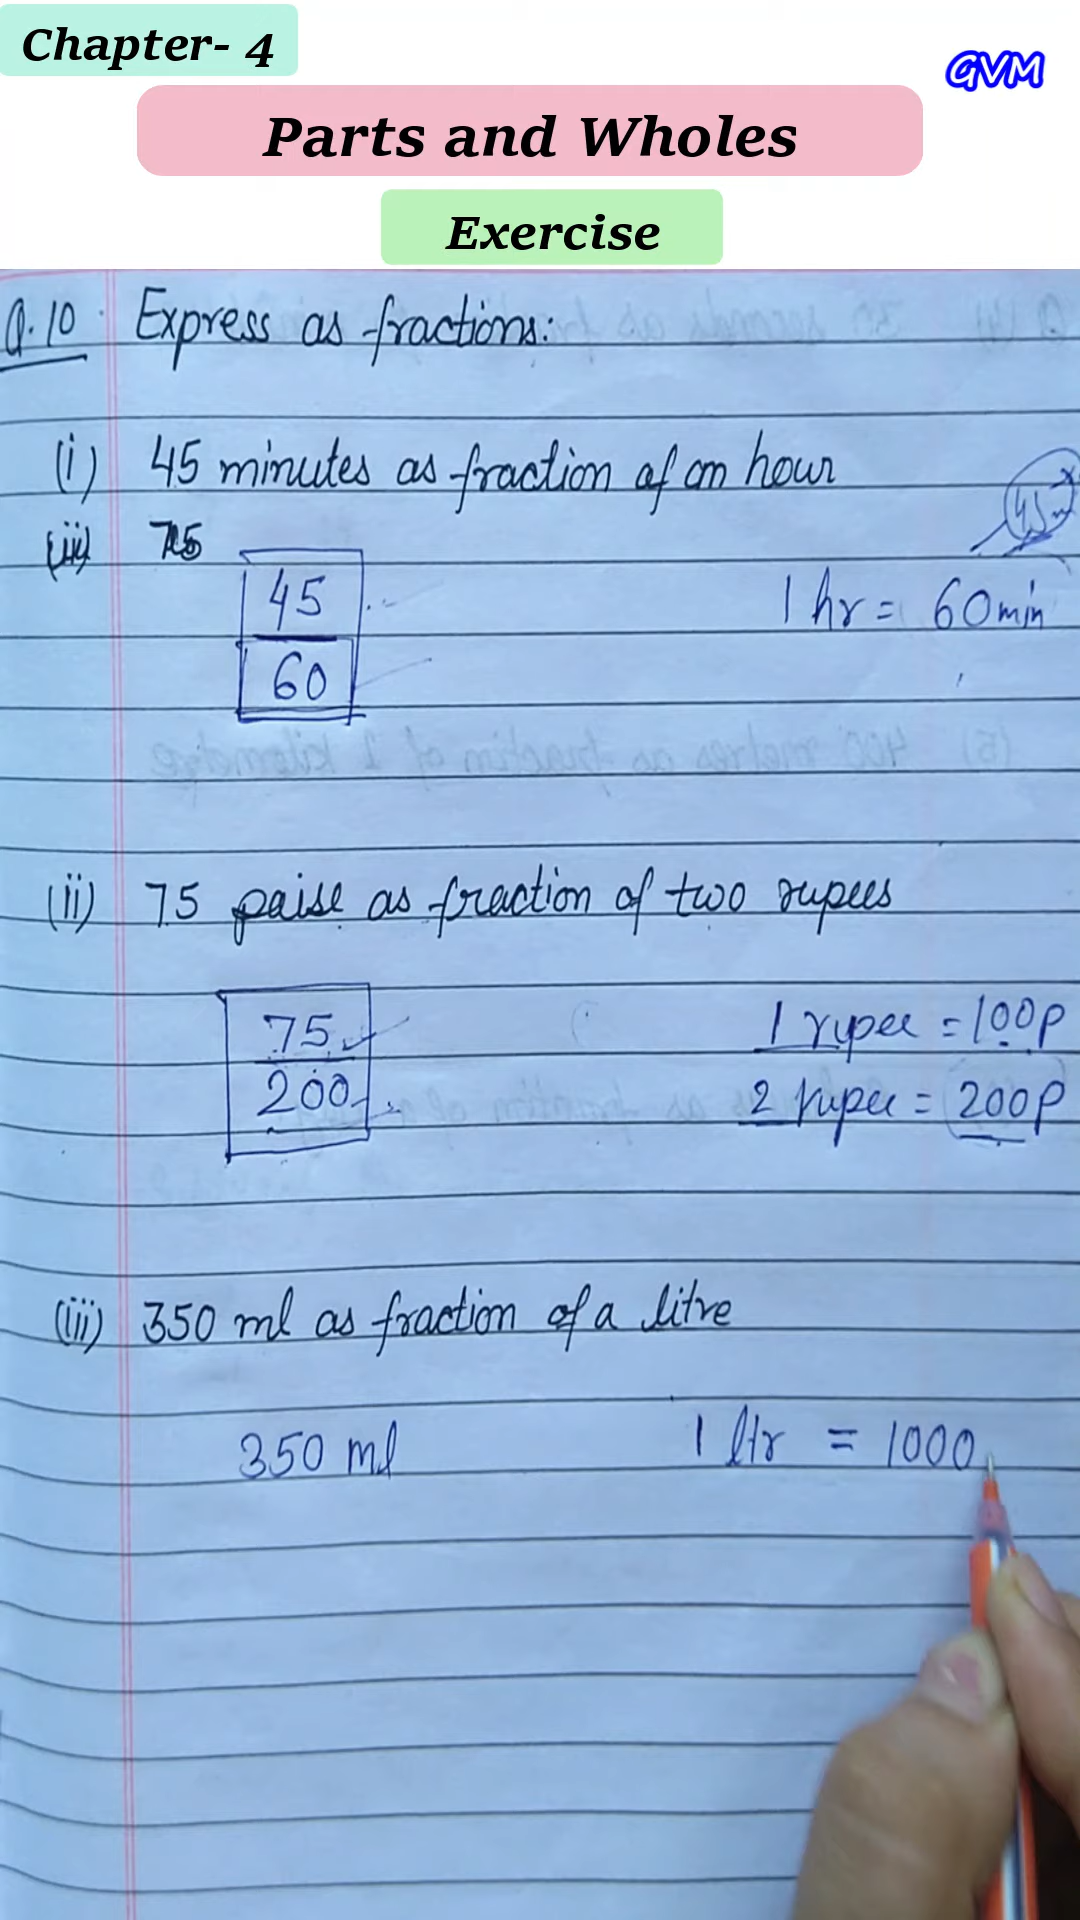 Chapter- 4
GVM
Parts and Wholes
Exercise
Q.10 Express as fractions:
(i) 45 minutes as fraction of an hour
(iii) 75
45
60
1 hr = 60 min
(ii) 75 paise as fraction of two rupees
75
200
1 rupee = 100p
2 rupee = 200p
(iii) 350 ml as fraction of a litre
350 ml 1 ltr = 1000